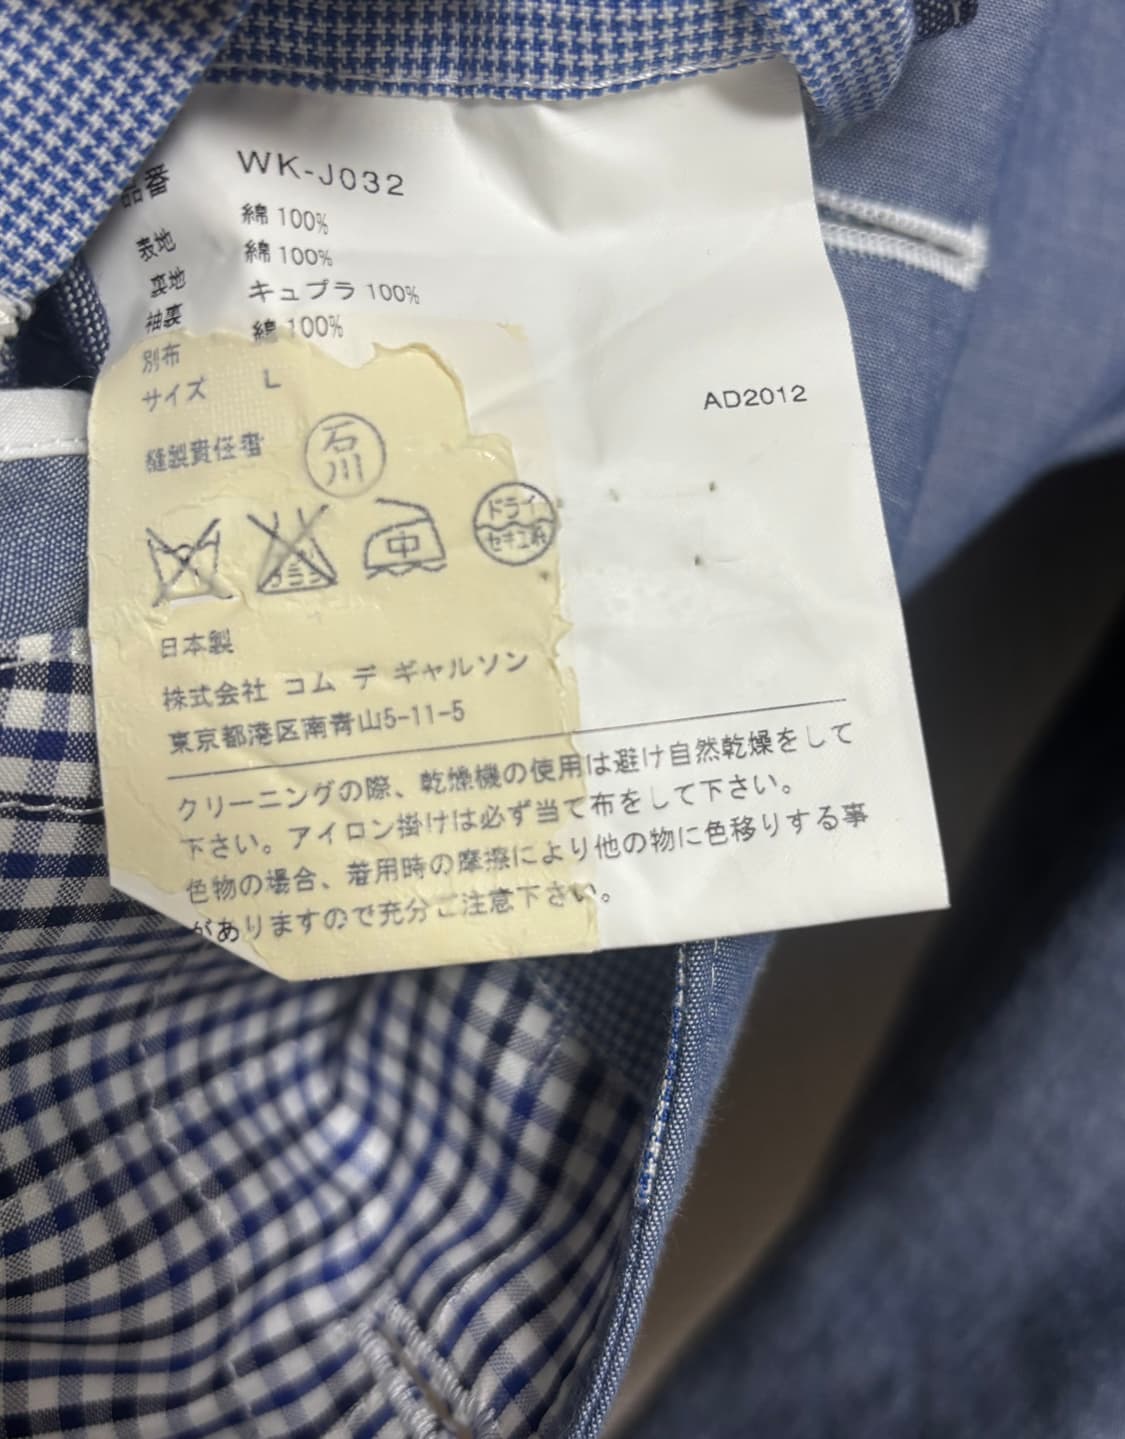 品番 WK-J032
表地 綿 100%
裏地 綿 100%
袖裏 キュプラ 100%
別布 綿 100%
サイズ L
AD2012
縫製責任者 石川
中 ドライ セキユ系
日本製
株式会社 コム デ ギャルソン
東京都港区南青山5-11-5
クリーニングの際、乾燥機の使用は避け自然乾燥をして
下さい。アイロン掛けは必ず当て布をして下さい。
色物の場合、着用時の摩擦により他の物に色移りする事
がありますので充分ご注意下さい。